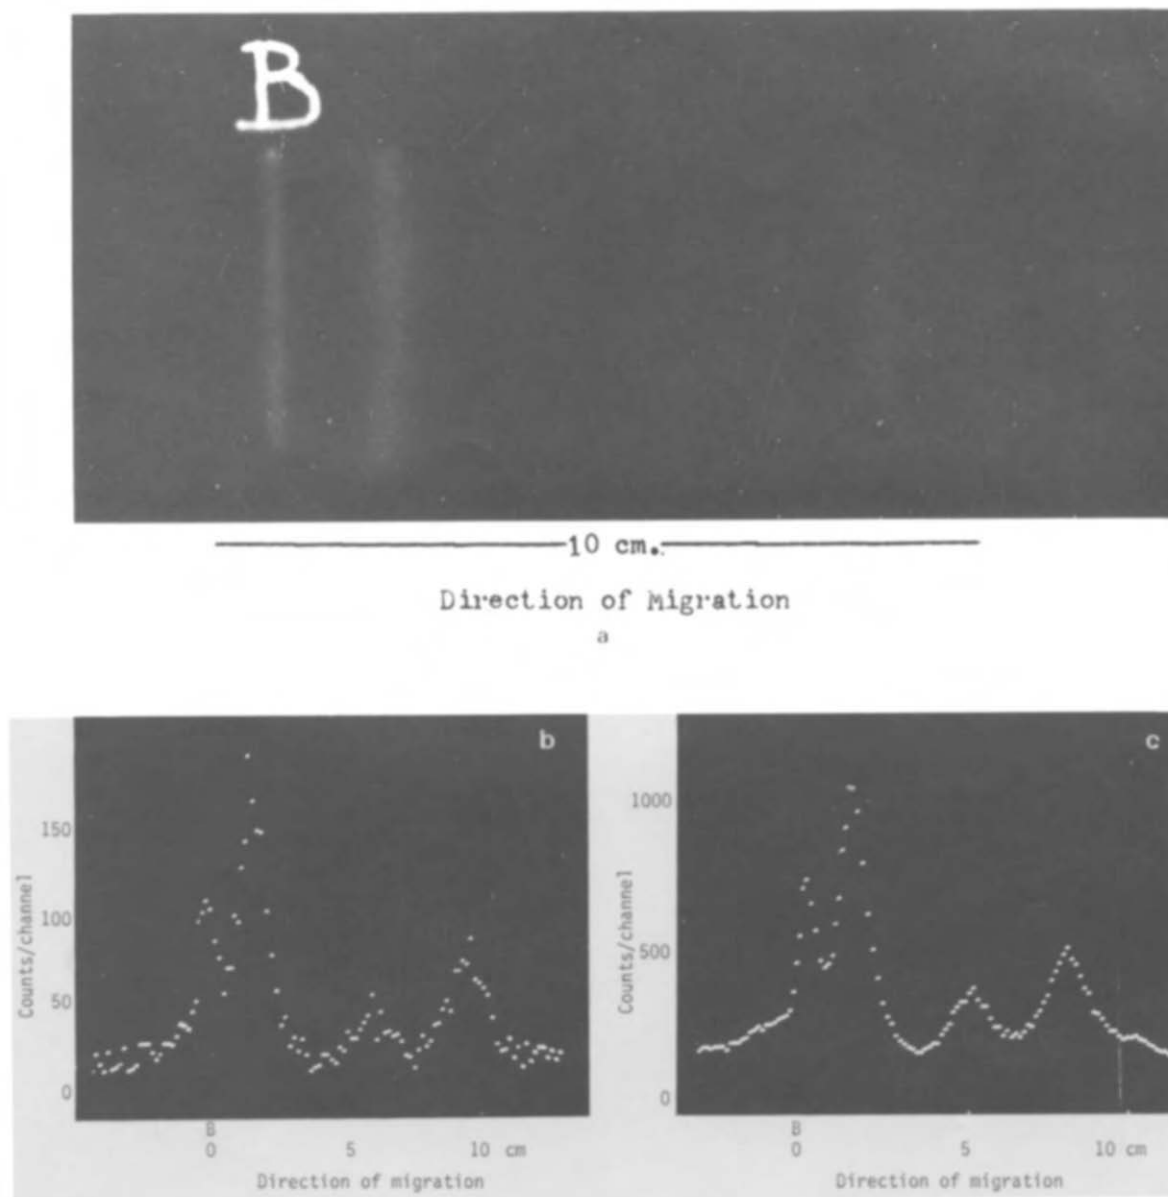 B
10 cm.
Direction of Migration
a
b
150
100
50
0
Counts/channel
B
0 5 10 cm
Direction of migration
c
1000
500
0
Counts/channel
B
0 5 10 cm
Direction of migration